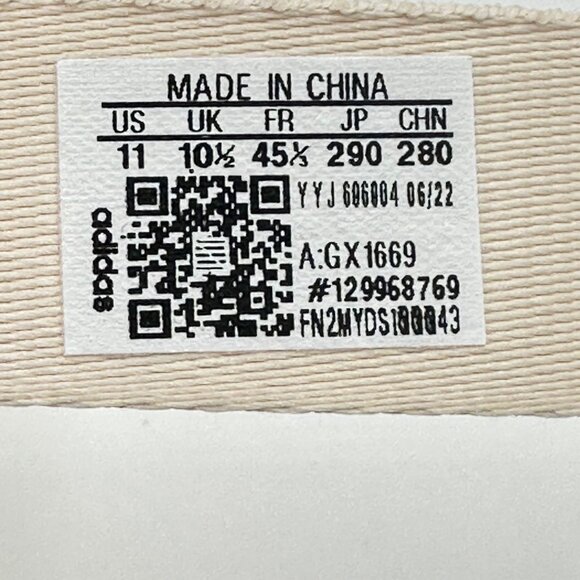 MADE IN CHINA
US UK FR JP CHN
11 10½ 45⅓ 290 280
YYJ 606004 06/22
adidas
A:GX1669
#129968769
FN2MYDS100043